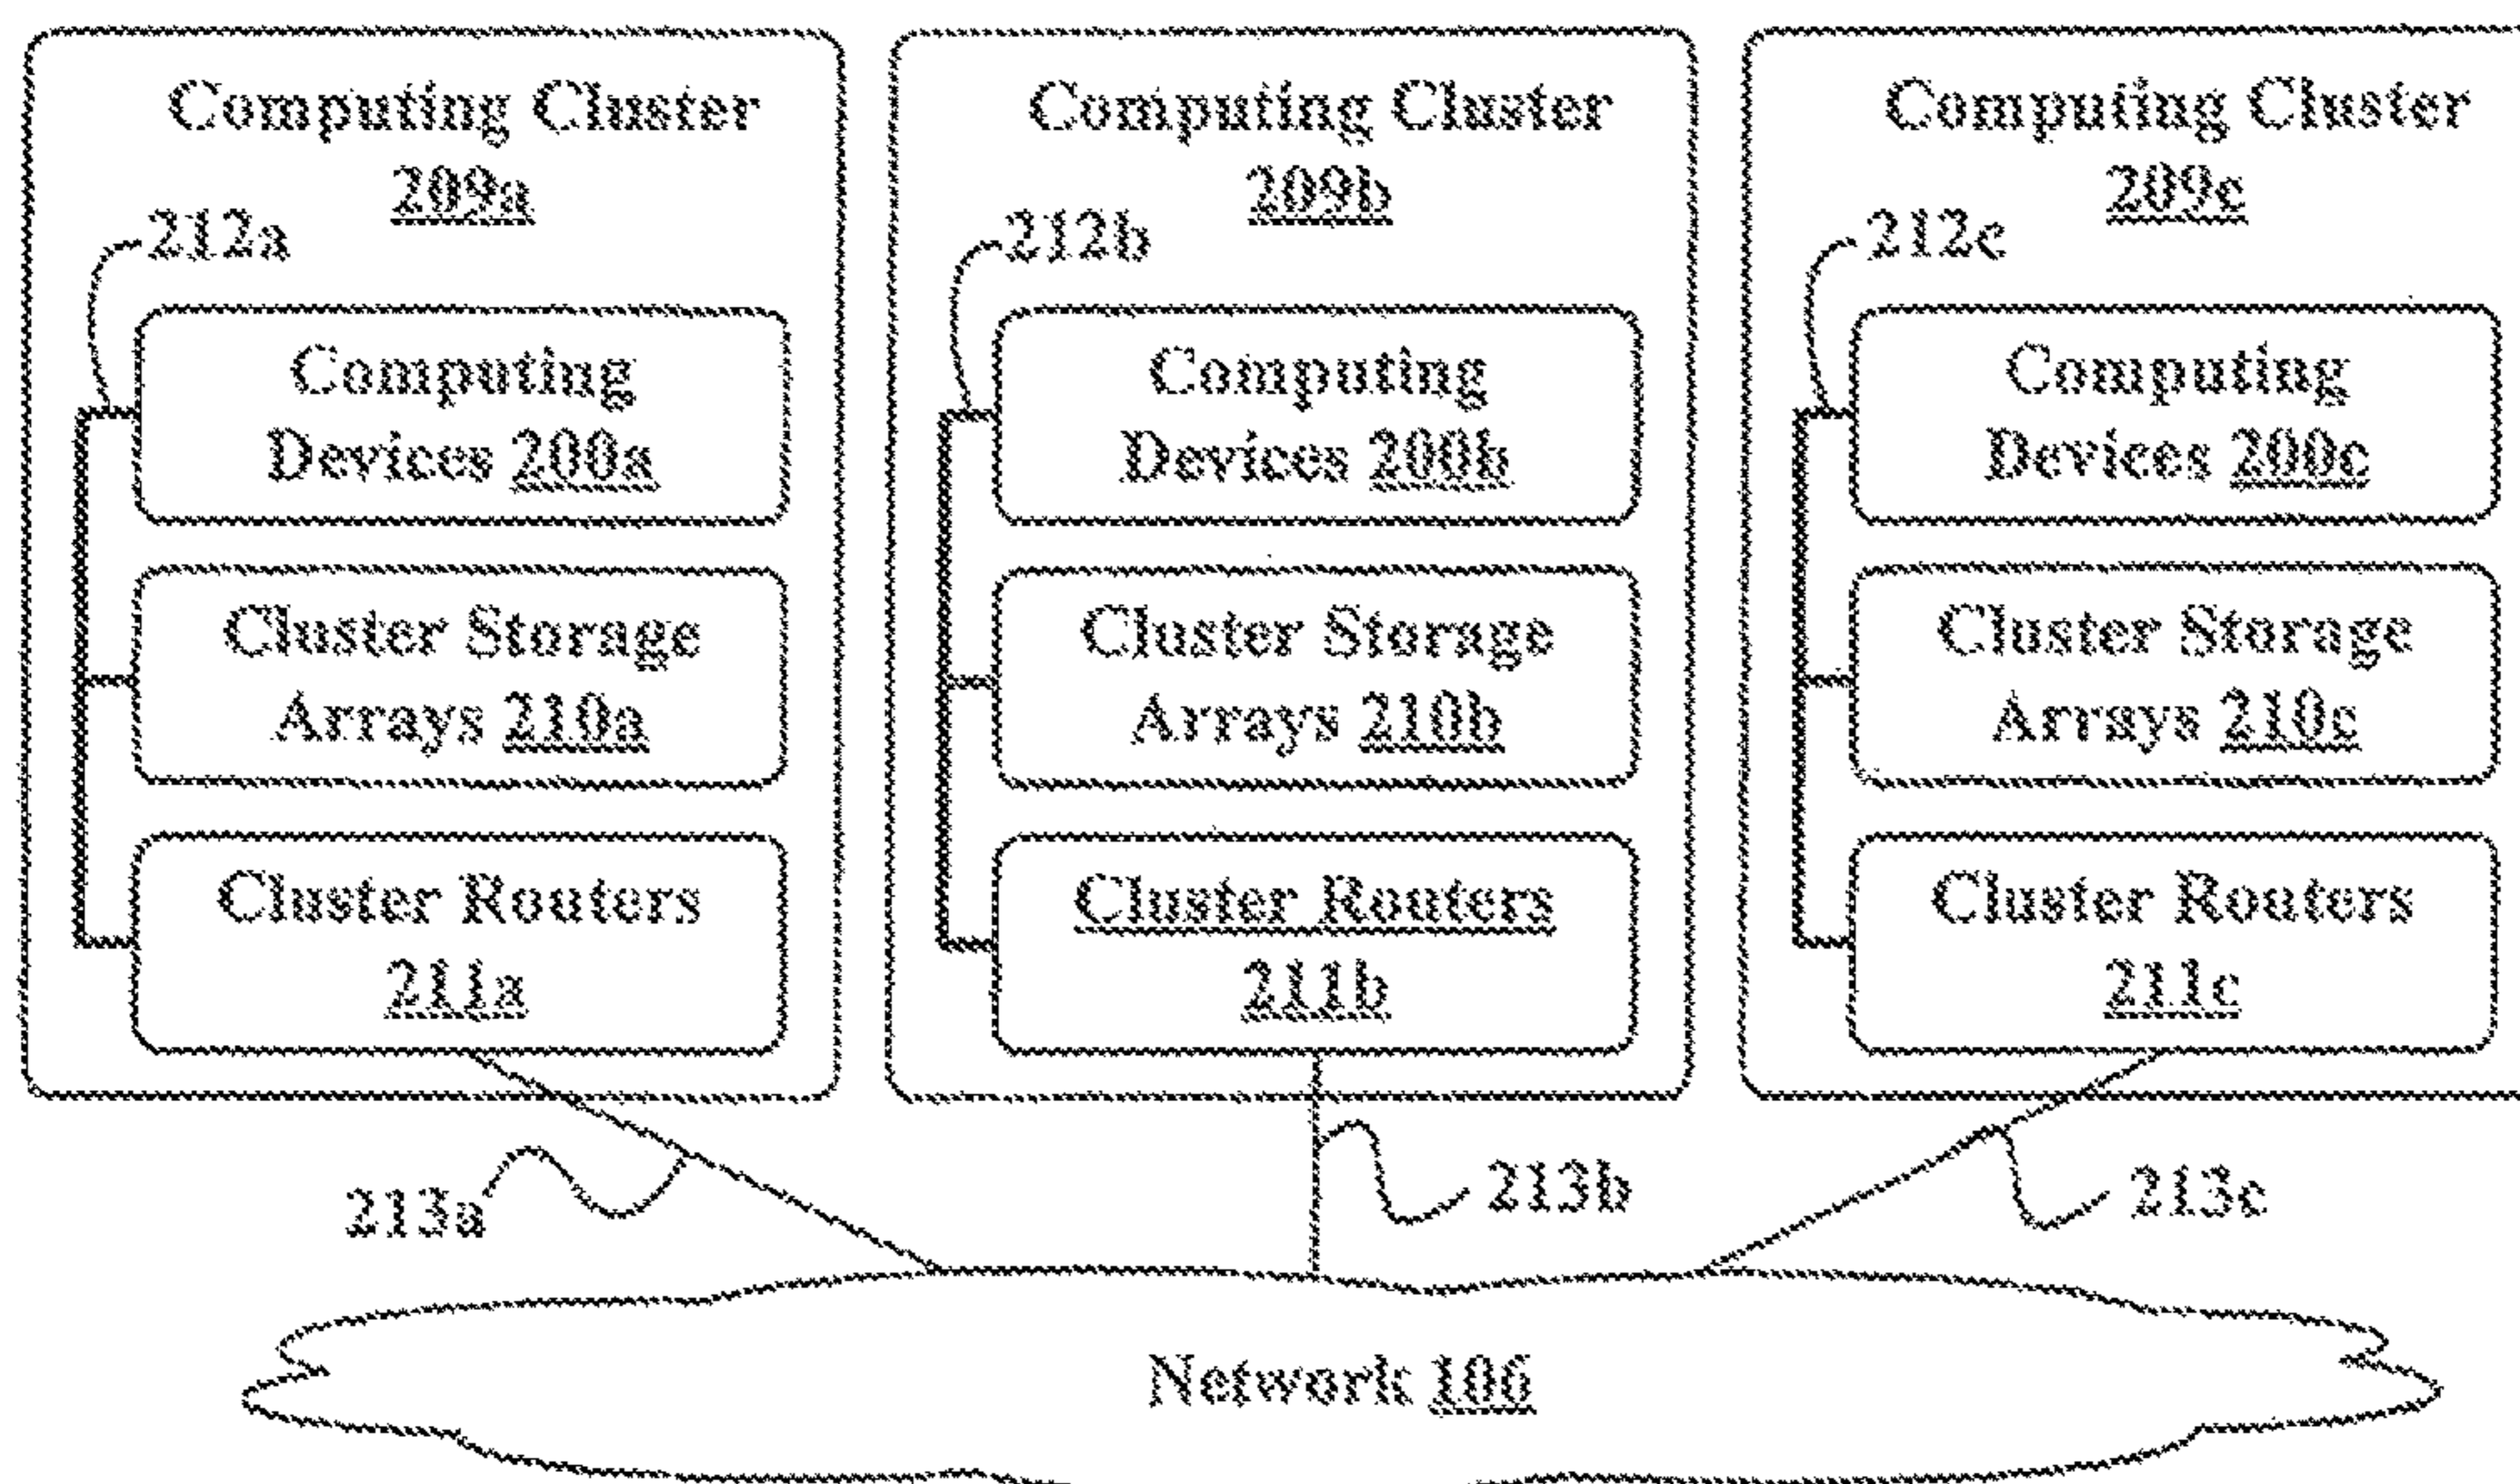 Computing Cluster
209a
212a
Computing
Devices 200a
Cluster Storage
Arrays 210a
Cluster Routers
211a
Computing Cluster
209b
212b
Computing
Devices 200b
Cluster Storage
Arrays 210b
Cluster Routers
211b
Computing Cluster
209c
212c
Computing
Devices 200c
Cluster Storage
Arrays 210c
Cluster Routers
211c
213a
213b
213c
Network 106